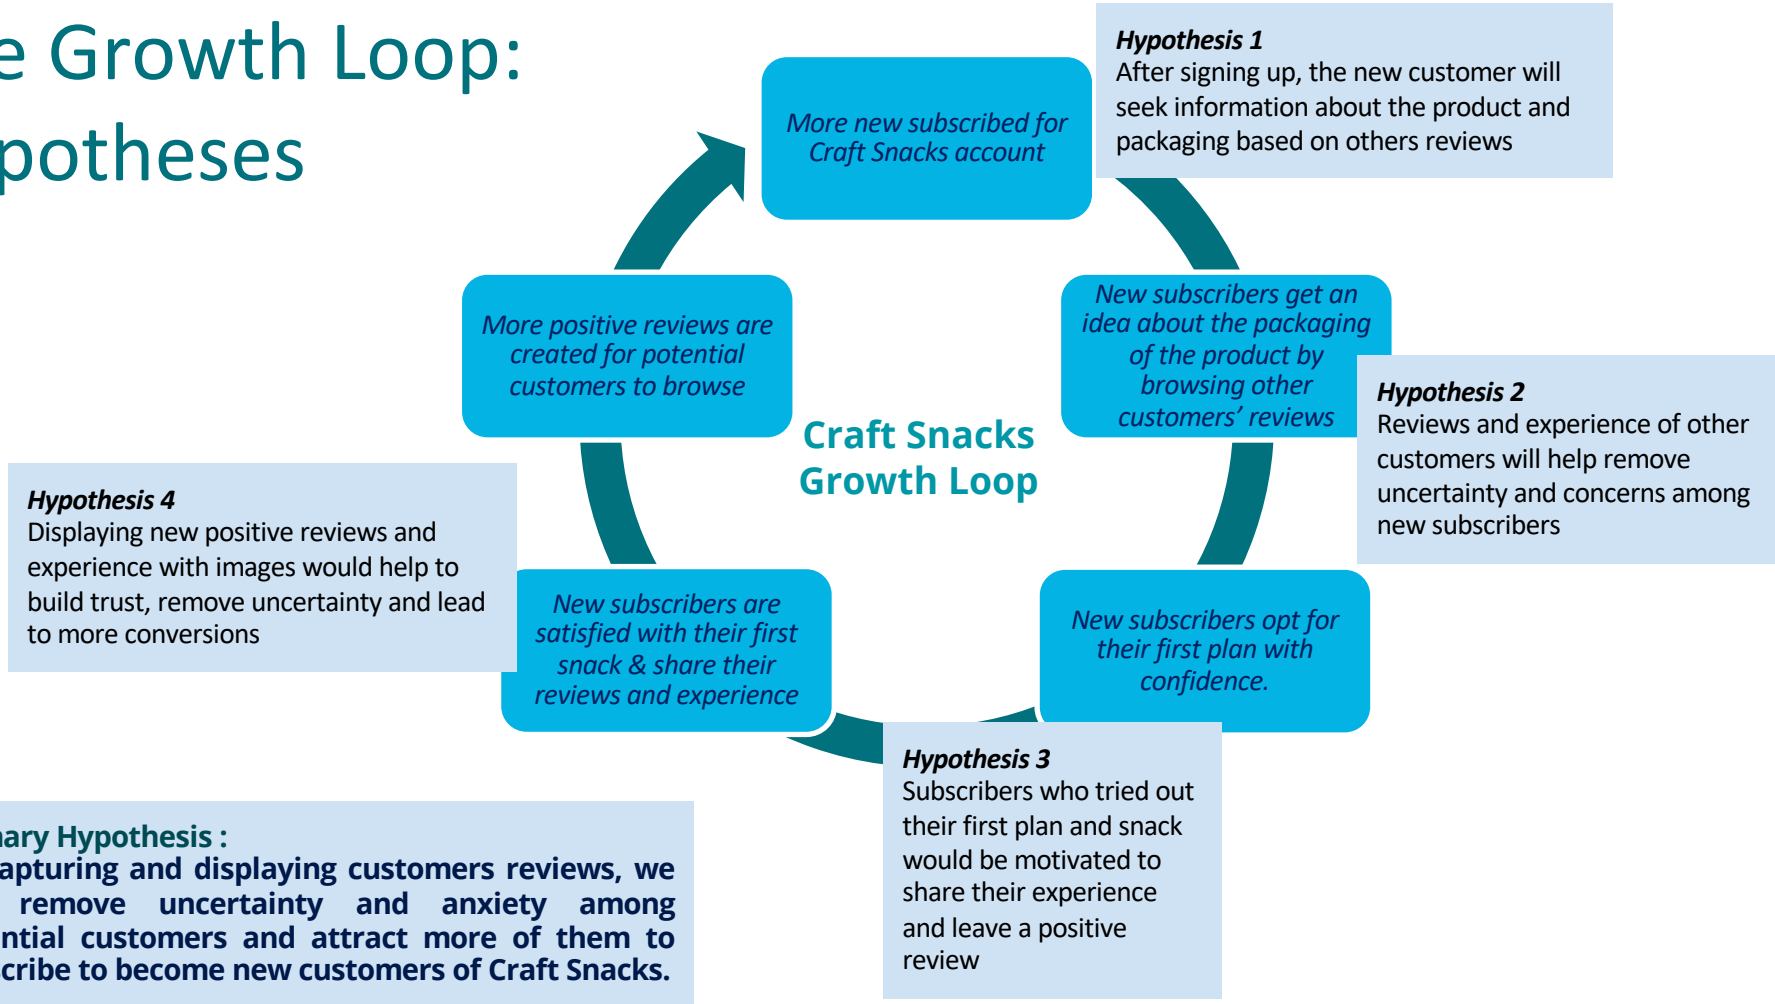 e Growth Loop:
potheses
Hypothesis 1
After signing up, the new customer will
seek information about the product and
packaging based on others reviews
More new subscribed for
Craft Snacks account
New subscribers get an
idea about the packaging
of the product by
browsing other
customers’ reviews
Hypothesis 2
Reviews and experience of other
customers will help remove
uncertainty and concerns among
new subscribers
New subscribers opt for
their first plan with
confidence.
Hypothesis 3
Subscribers who tried out
their first plan and snack
would be motivated to
share their experience
and leave a positive
review
New subscribers are
satisfied with their first
snack & share their
reviews and experience
Hypothesis 4
Displaying new positive reviews and
experience with images would help to
build trust, remove uncertainty and lead
to more conversions
More positive reviews are
created for potential
customers to browse
Craft Snacks
Growth Loop
ary Hypothesis :
apturing and displaying customers reviews, we
remove uncertainty and anxiety among
ntial customers and attract more of them to
scribe to become new customers of Craft Snacks.